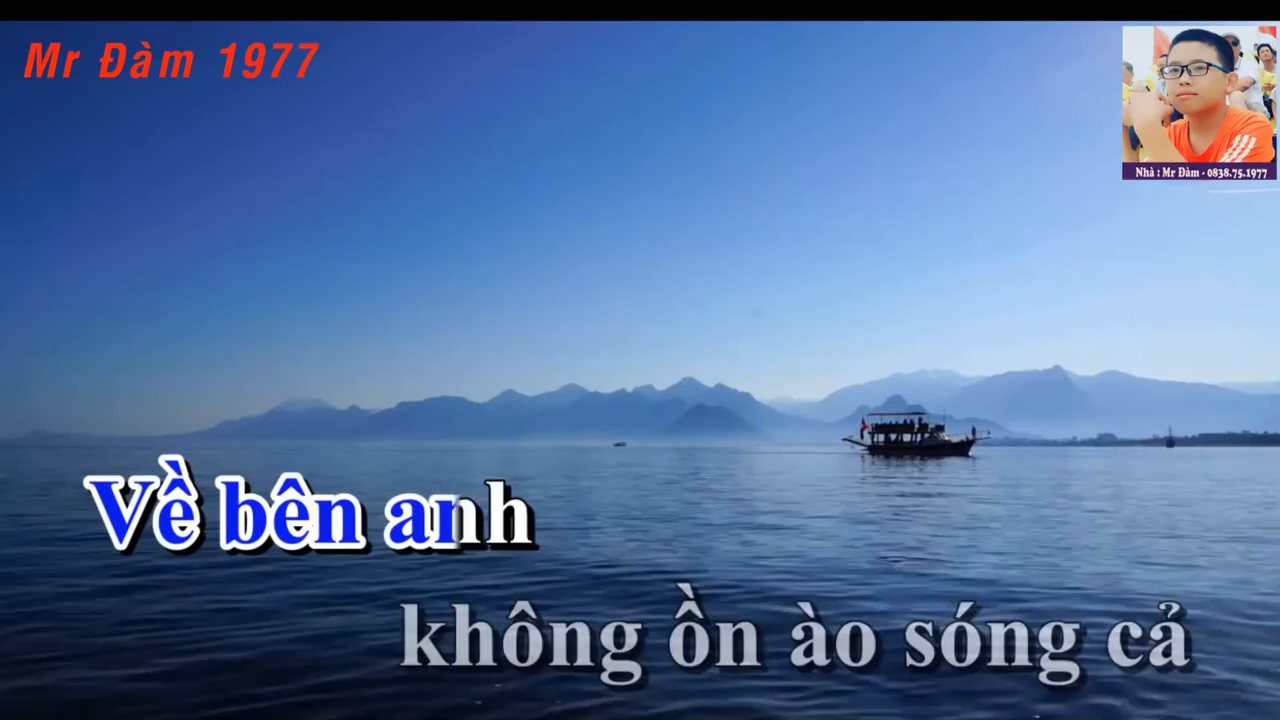 Mr Đàm 1977
Nhà : Mr Đàm - 0838.75.1977
Về bên anh
không ồn ào sóng cả